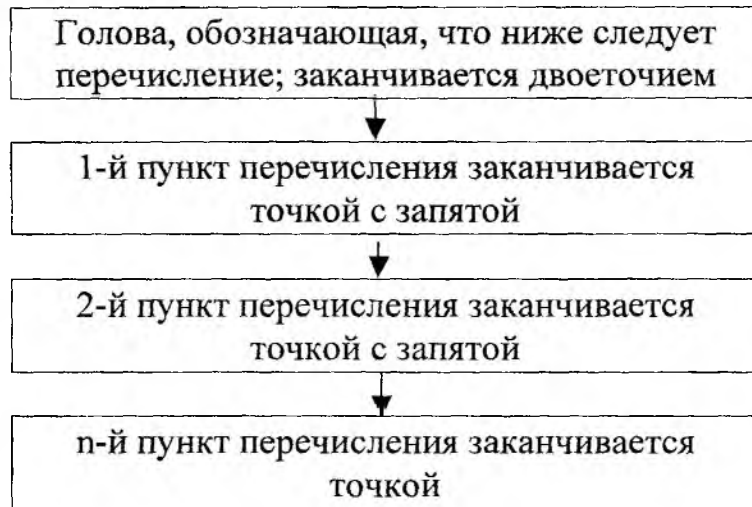 Голова, обозначающая, что ниже следует
перечисление; заканчивается двоеточием
1-й пункт перечисления заканчивается
точкой с запятой
2-й пункт перечисления заканчивается
точкой с запятой
n-й пункт перечисления заканчивается
точкой